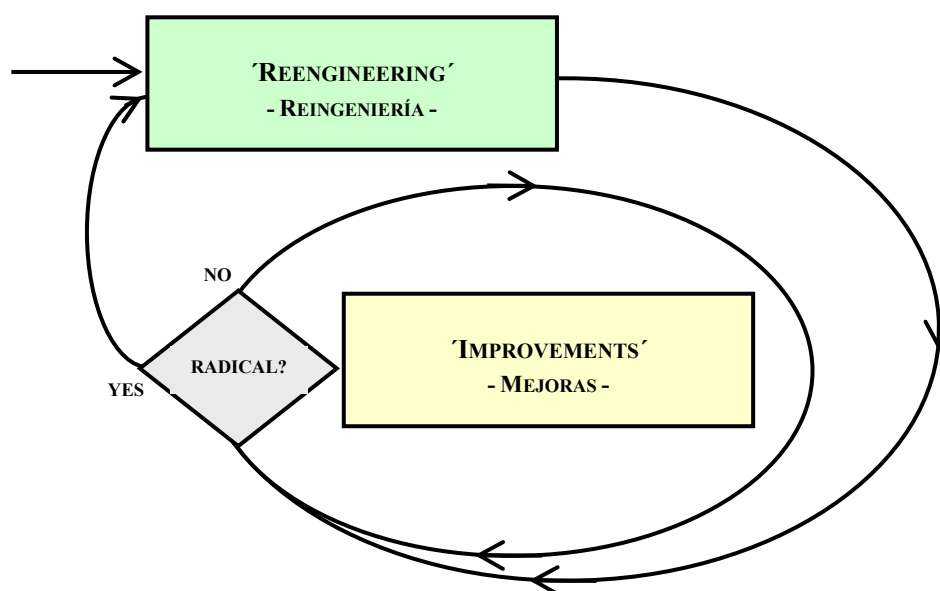 ´REENGINEERING´
- REINGENIERÍA -
NO
´IMPROVEMENTS´
RADICAL?
- MEJORAS -
YES